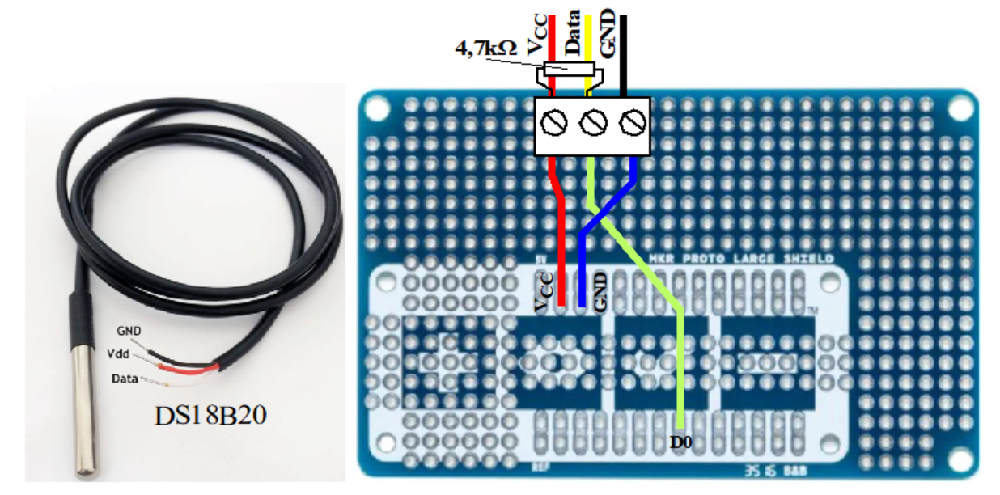 GND
Vdd
Data
DS18B20
4,7kΩ
VCC
Data
GND
5V
MKR PROTO LARGE SHIELD
VCC
GND
TM
D0
REF
3516 B&B